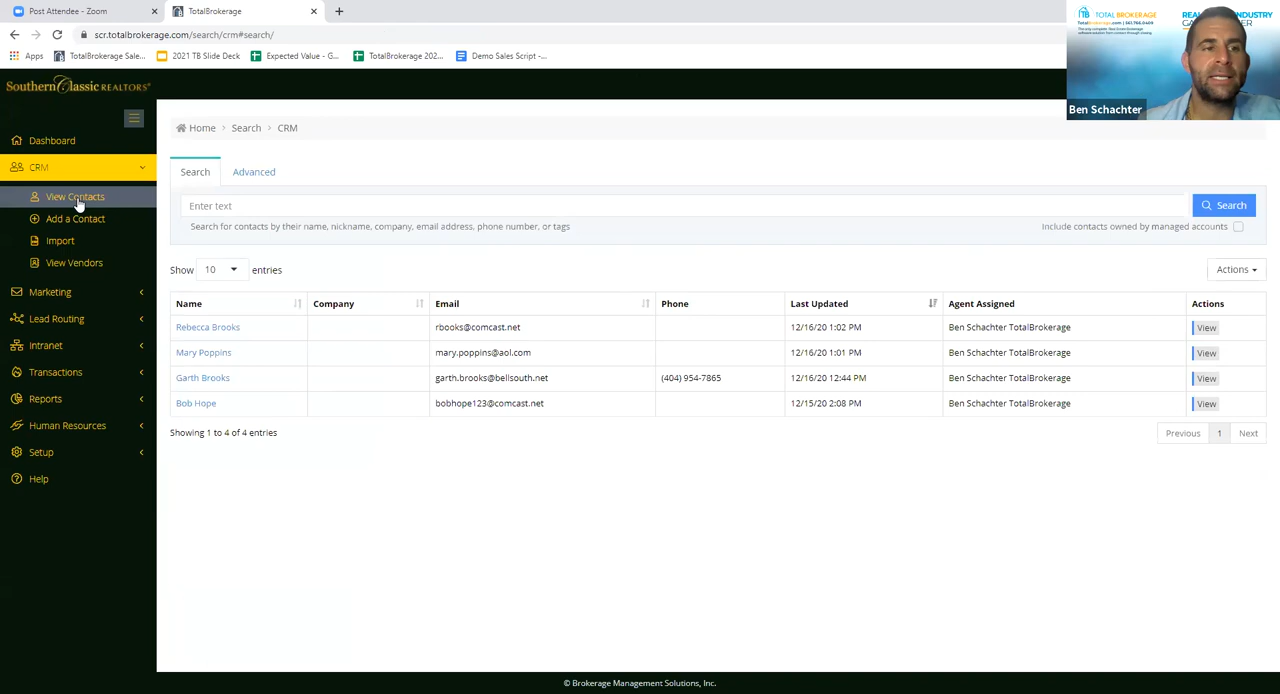 Post Attendee - Zoom
TotalBrokerage
scr.totalbrokerage.com/search/crm#search/
Apps
TotalBrokerage Sale...
2021 TB Slide Deck
Expected Value - G...
TotalBrokerage 202...
Demo Sales Script -...
TOTAL BROKERAGE
Ben Schachter
Southern Classic REALTORS®
Dashboard
CRM
View Contacts
Add a Contact
Import
View Vendors
Marketing
Lead Routing
Intranet
Transactions
Reports
Human Resources
Setup
Help
Home > Search > CRM
Search Advanced
Enter text
Search
Search for contacts by their name, nickname, company, email address, phone number, or tags
Include contacts owned by managed accounts
Show 10 entries
Actions
Name Company Email Phone Last Updated Agent Assigned Actions
Rebecca Brooks rbooks@comcast.net 12/16/20 1:02 PM Ben Schachter TotalBrokerage View
Mary Poppins mary.poppins@aol.com 12/16/20 1:01 PM Ben Schachter TotalBrokerage View
Garth Brooks garth.brooks@bellsouth.net (404) 954-7865 12/16/20 12:44 PM Ben Schachter TotalBrokerage View
Bob Hope bobhope123@comcast.net 12/15/20 2:08 PM Ben Schachter TotalBrokerage View
Showing 1 to 4 of 4 entries
Previous 1 Next
© Brokerage Management Solutions, Inc.